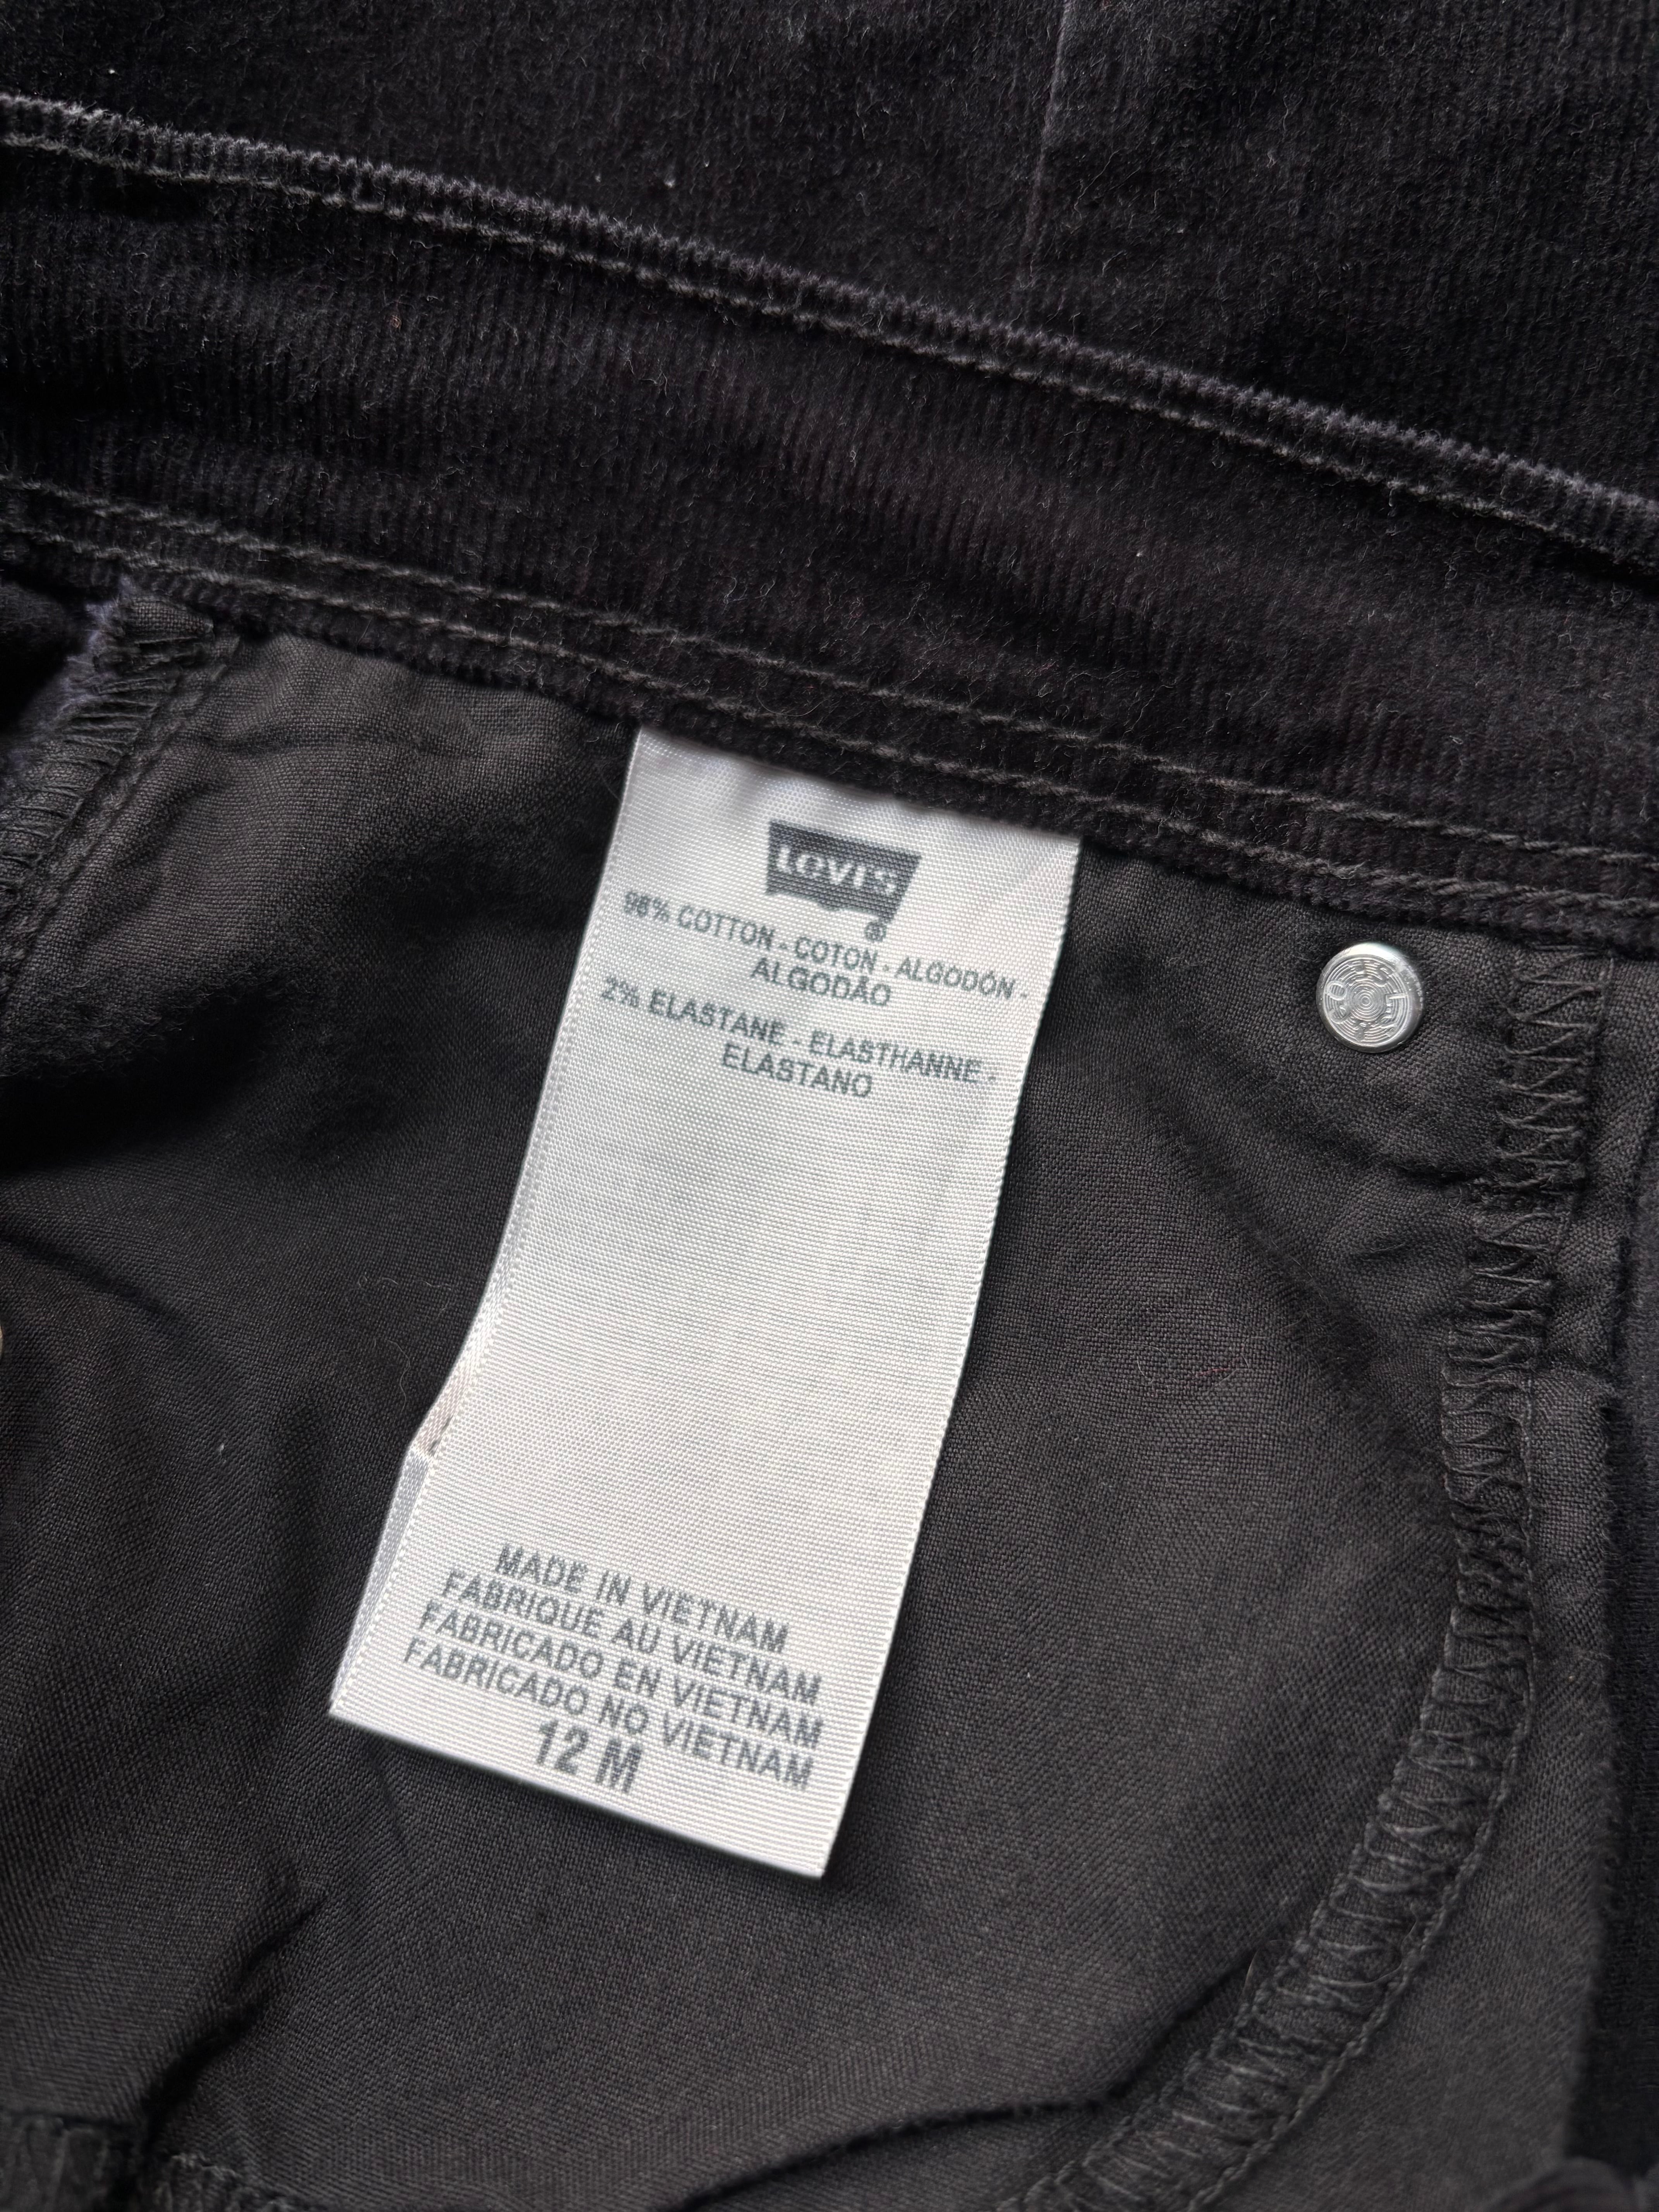 Levi's
®
98% COTTON - COTON - ALGODÓN -
ALGODÃO
2% ELASTANE - ELASTHANNE -
ELASTANO
MADE IN VIETNAM
FABRIQUE AU VIETNAM
FABRICADO EN VIETNAM
FABRICADO NO VIETNAM
12 M